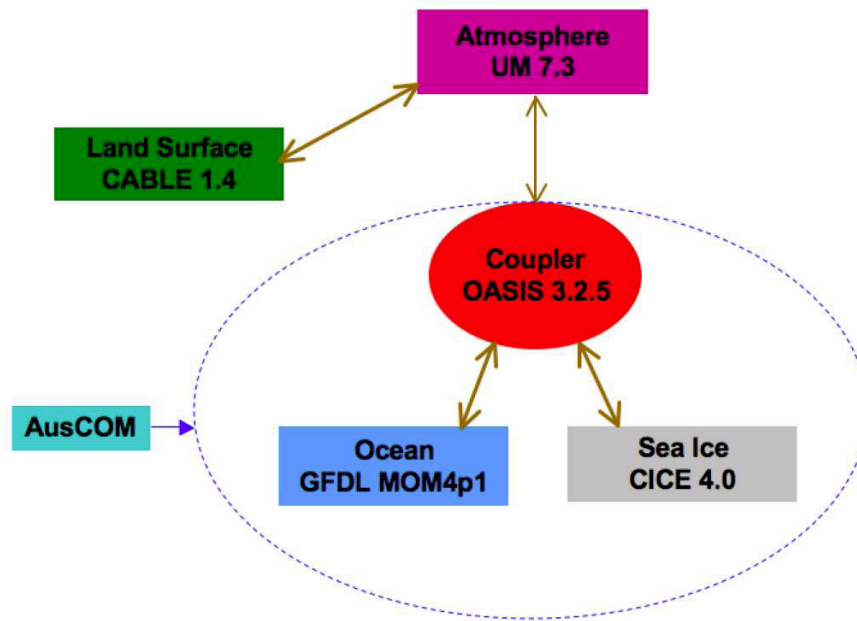 Atmosphere
UM 7.3
Land Surface
CABLE 1.4
Coupler
OASIS 3.2.5
AusCOM
Ocean
GFDL MOM4p1
Sea Ice
CICE 4.0